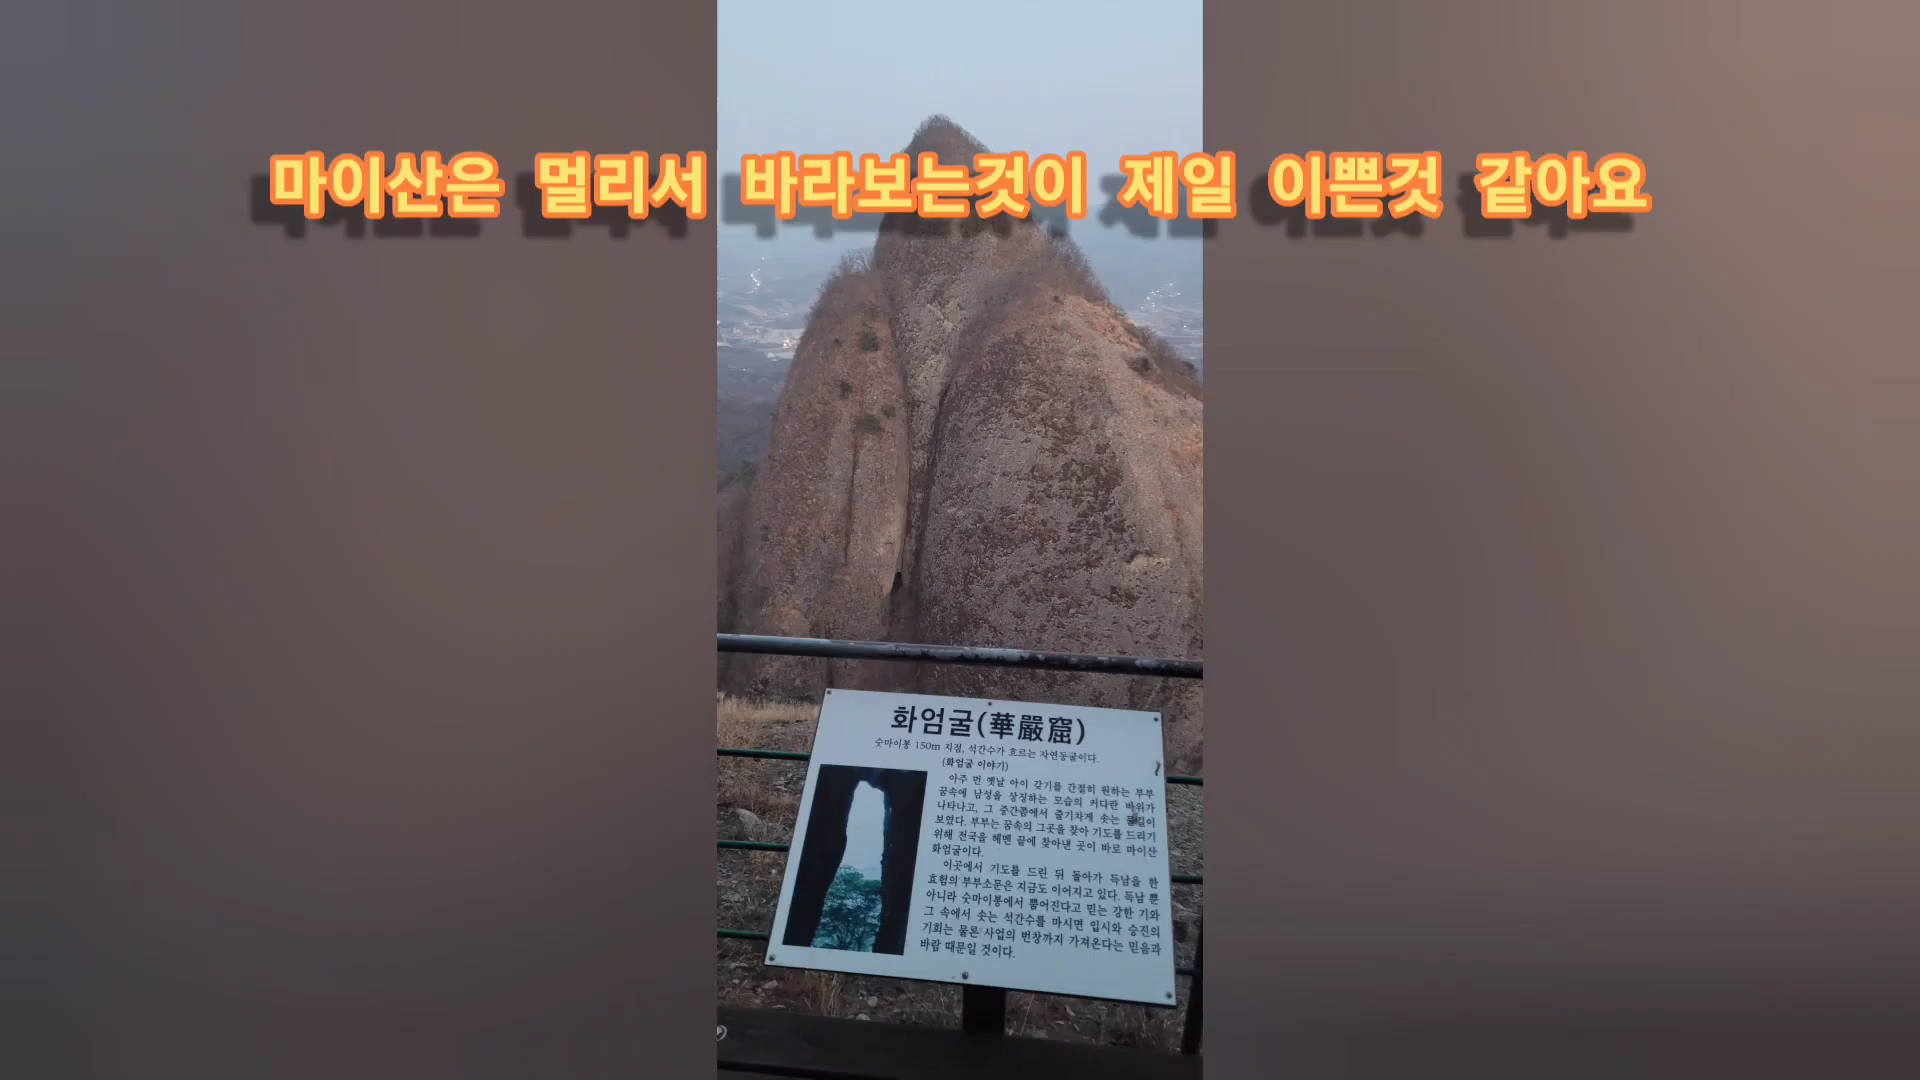 마이산은 멀리서 바라보는것이 제일 이쁜것 같아요
화엄굴(華嚴窟)
숫마이봉 150m 지점, 석간수가 흐르는 자연동굴이다.
(화엄굴 이야기)
아주 먼 옛날 아이 갖기를 간절히 원하는 부부
꿈속에 남성을 상징하는 모습의 커다란 바위가
나타나고, 그 중간쯤에서 줄기차게 솟는 물길이
보였다. 부부는 꿈속의 그곳을 찾아 기도를 드리기
위해 전국을 헤멘 끝에 찾아낸 곳이 바로 마이산
화엄굴이다.
이곳에서 기도를 드린 뒤 돌아가 득남을 한
효험의 부부소문은 지금도 이어지고 있다. 득남 뿐
아니라 숫마이봉에서 뿜어진다고 믿는 강한 기와
그 속에서 솟는 석간수를 마시면 입시와 승진의
기회는 물론 사업의 번창까지 가져온다는 믿음과
바람 때문일 것이다.